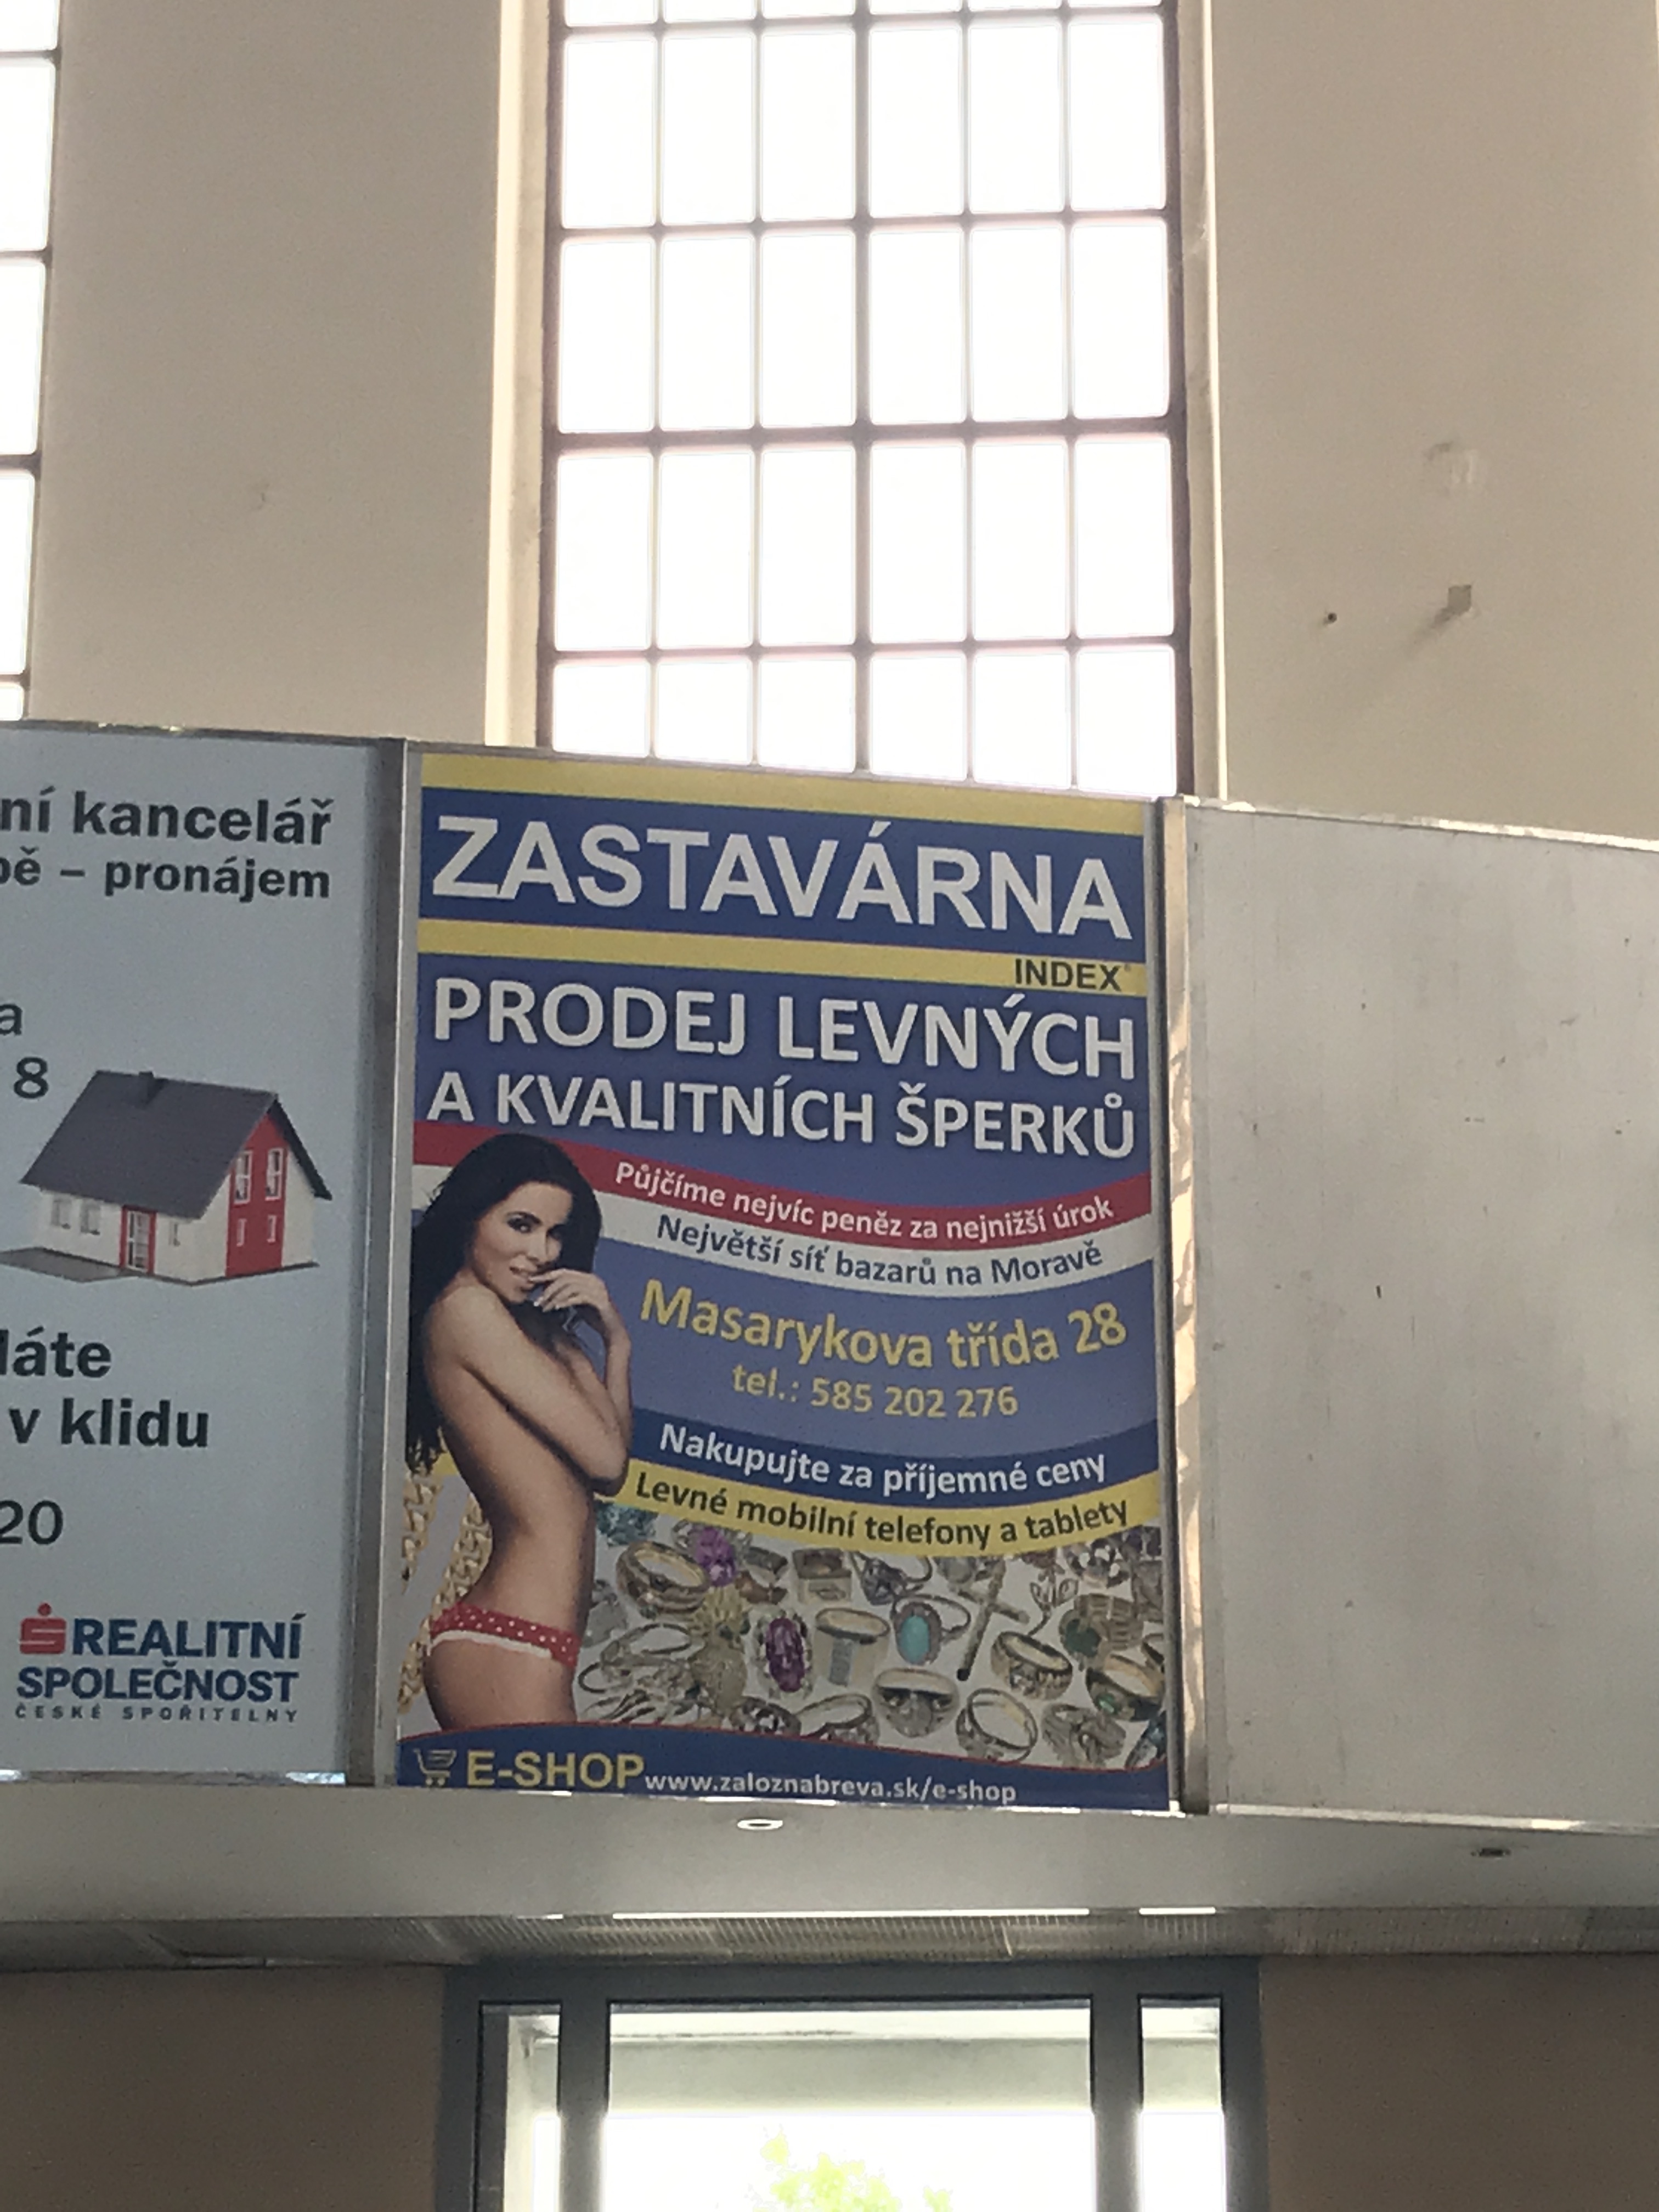 ní kancelář
bě – pronájem
a
8
láte
v klidu
20
REALITNÍ
SPOLEČNOST
ČESKÉ SPOŘITELNY
ZASTAVÁRNA
INDEX®
PRODEJ LEVNÝCH
A KVALITNÍCH ŠPERKŮ
Půjčíme nejvíc peněz za nejnižší úrok
Největší síť bazarů na Moravě
Masarykova třída 28
tel.: 585 202 276
Nakupujte za příjemné ceny
Levné mobilní telefony a tablety
E-SHOP www.zaloznabreva.sk/e-shop